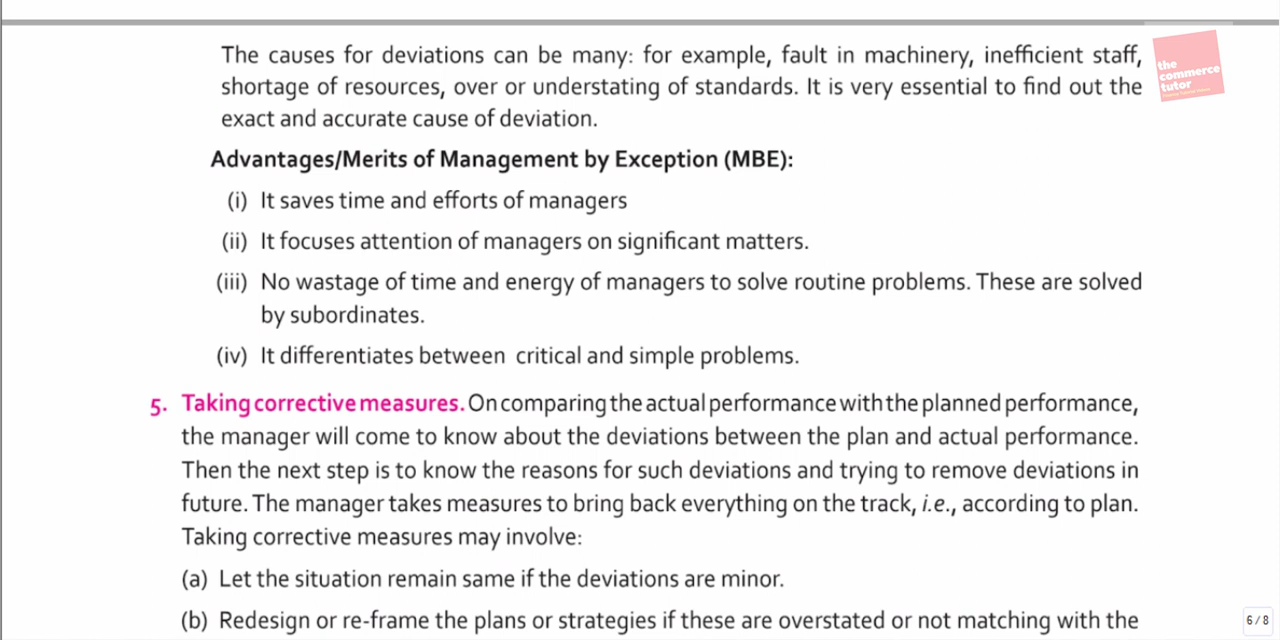 The causes for deviations can be many: for example, fault in machinery, inefficient staff,
shortage of resources, over or understating of standards. It is very essential to find out the
exact and accurate cause of deviation.
the
commerce
tutor
Advantages/Merits of Management by Exception (MBE):
(i) It saves time and efforts of managers
(ii) It focuses attention of managers on significant matters.
(iii) No wastage of time and energy of managers to solve routine problems. These are solved
by subordinates.
(iv) It differentiates between critical and simple problems.
5. Taking corrective measures. On comparing the actual performance with the planned performance,
the manager will come to know about the deviations between the plan and actual performance.
Then the next step is to know the reasons for such deviations and trying to remove deviations in
future. The manager takes measures to bring back everything on the track, i.e., according to plan.
Taking corrective measures may involve:
(a) Let the situation remain same if the deviations are minor.
(b) Redesign or re-frame the plans or strategies if these are overstated or not matching with the
6 / 8